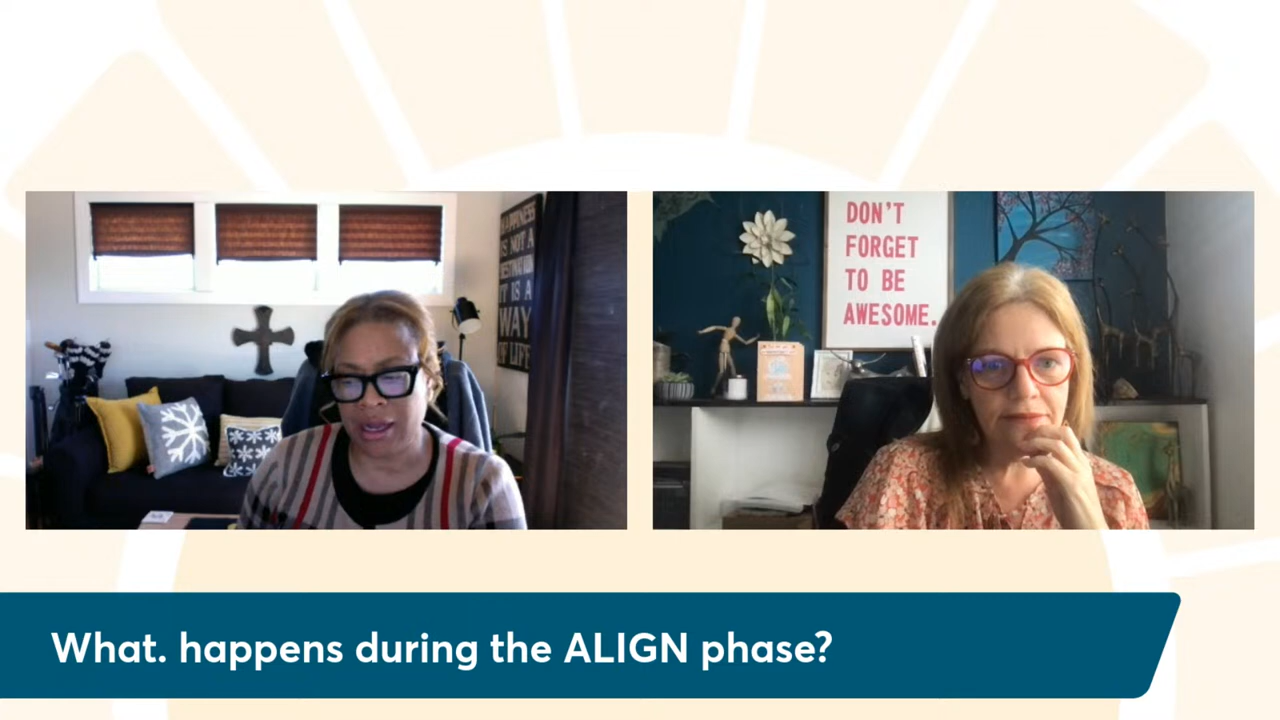 HAPPINESS
IS NOT A
IT IS A
WAY
OF LIFE
DON'T
FORGET
TO BE
AWESOME.
What. happens during the ALIGN phase?